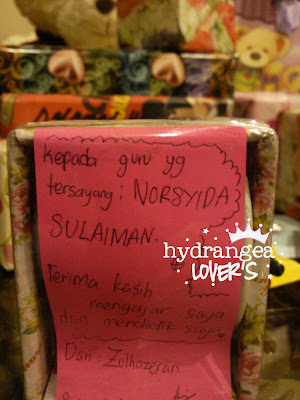 Kepada guru yg
tersayang : NORSYIDA
SULAIMAN.
hydrangea
LOVER'S
Terima kasih
mengajar saya
dan mendidik saya.
Dari : Zulhazeran